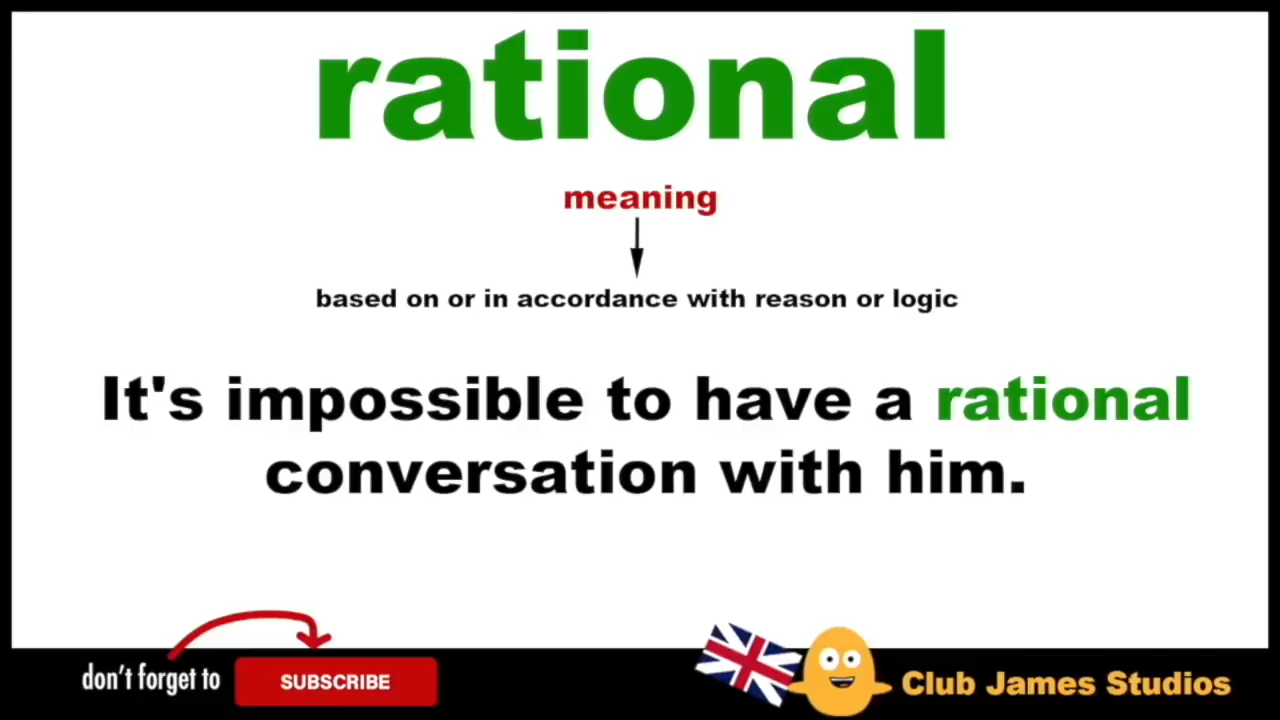 rational
meaning
based on or in accordance with reason or logic
It's impossible to have a rational
conversation with him.
don't forget to
SUBSCRIBE
Club James Studios